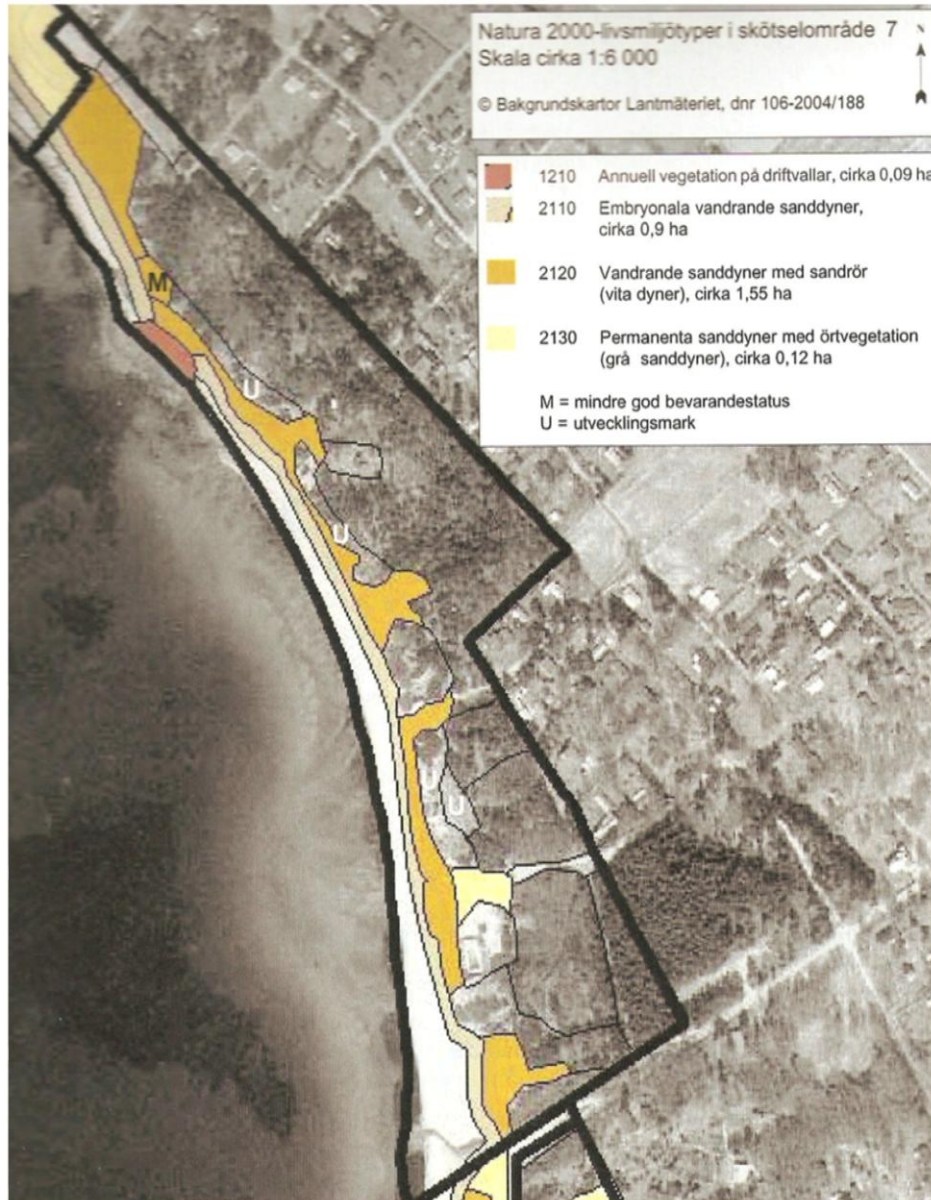 Natura 2000-livsmiljötyper i skötselområde 7
Skala cirka 1:6 000
© Bakgrundskartor Lantmäteriet, dnr 106-2004/188
1210 Annuell vegetation på driftvallar, cirka 0,09 ha
2110 Embryonala vandrande sanddyner,
cirka 0,9 ha
2120 Vandrande sanddyner med sandrör
(vita dyner), cirka 1,55 ha
2130 Permanenta sanddyner med örtvegetation
(grå sanddyner), cirka 0,12 ha
M = mindre god bevarandestatus
U = utvecklingsmark
M
U
U
U
U